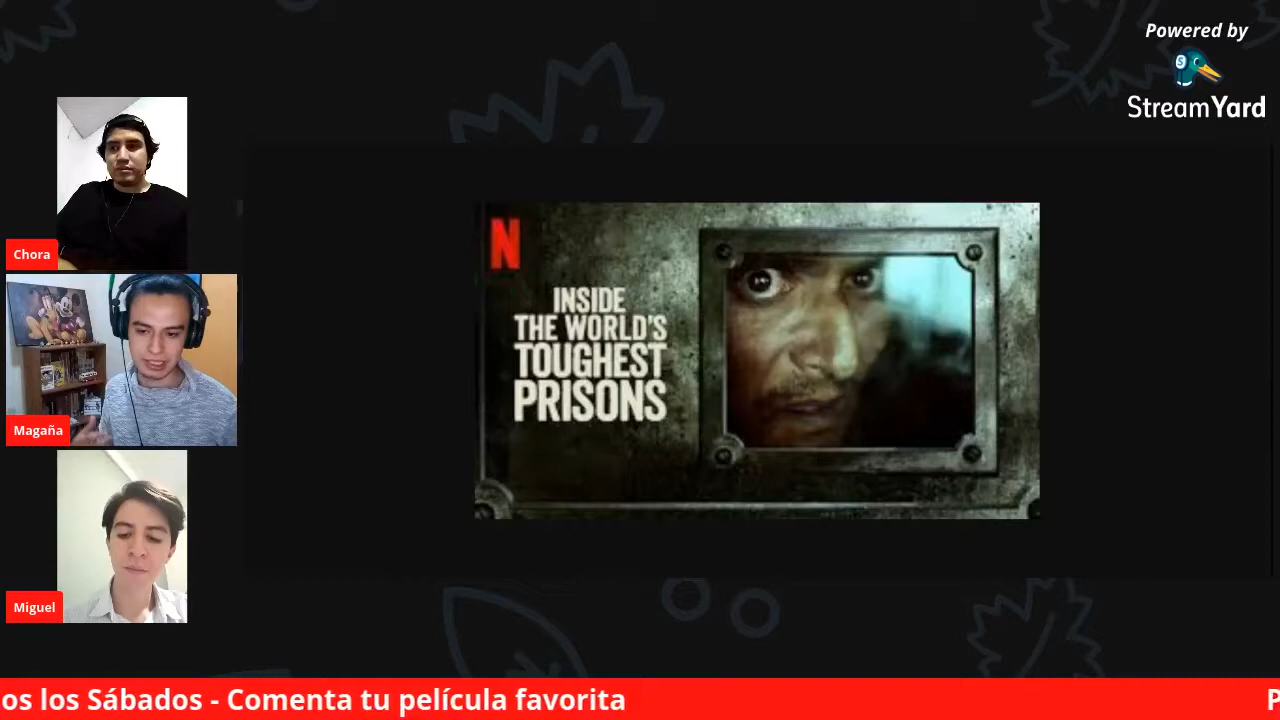 Powered by
StreamYard
Chora
N
INSIDE
THE WORLD'S
TOUGHEST
PRISONS
Magaña
Miguel
os los Sábados - Comenta tu película favorita
P